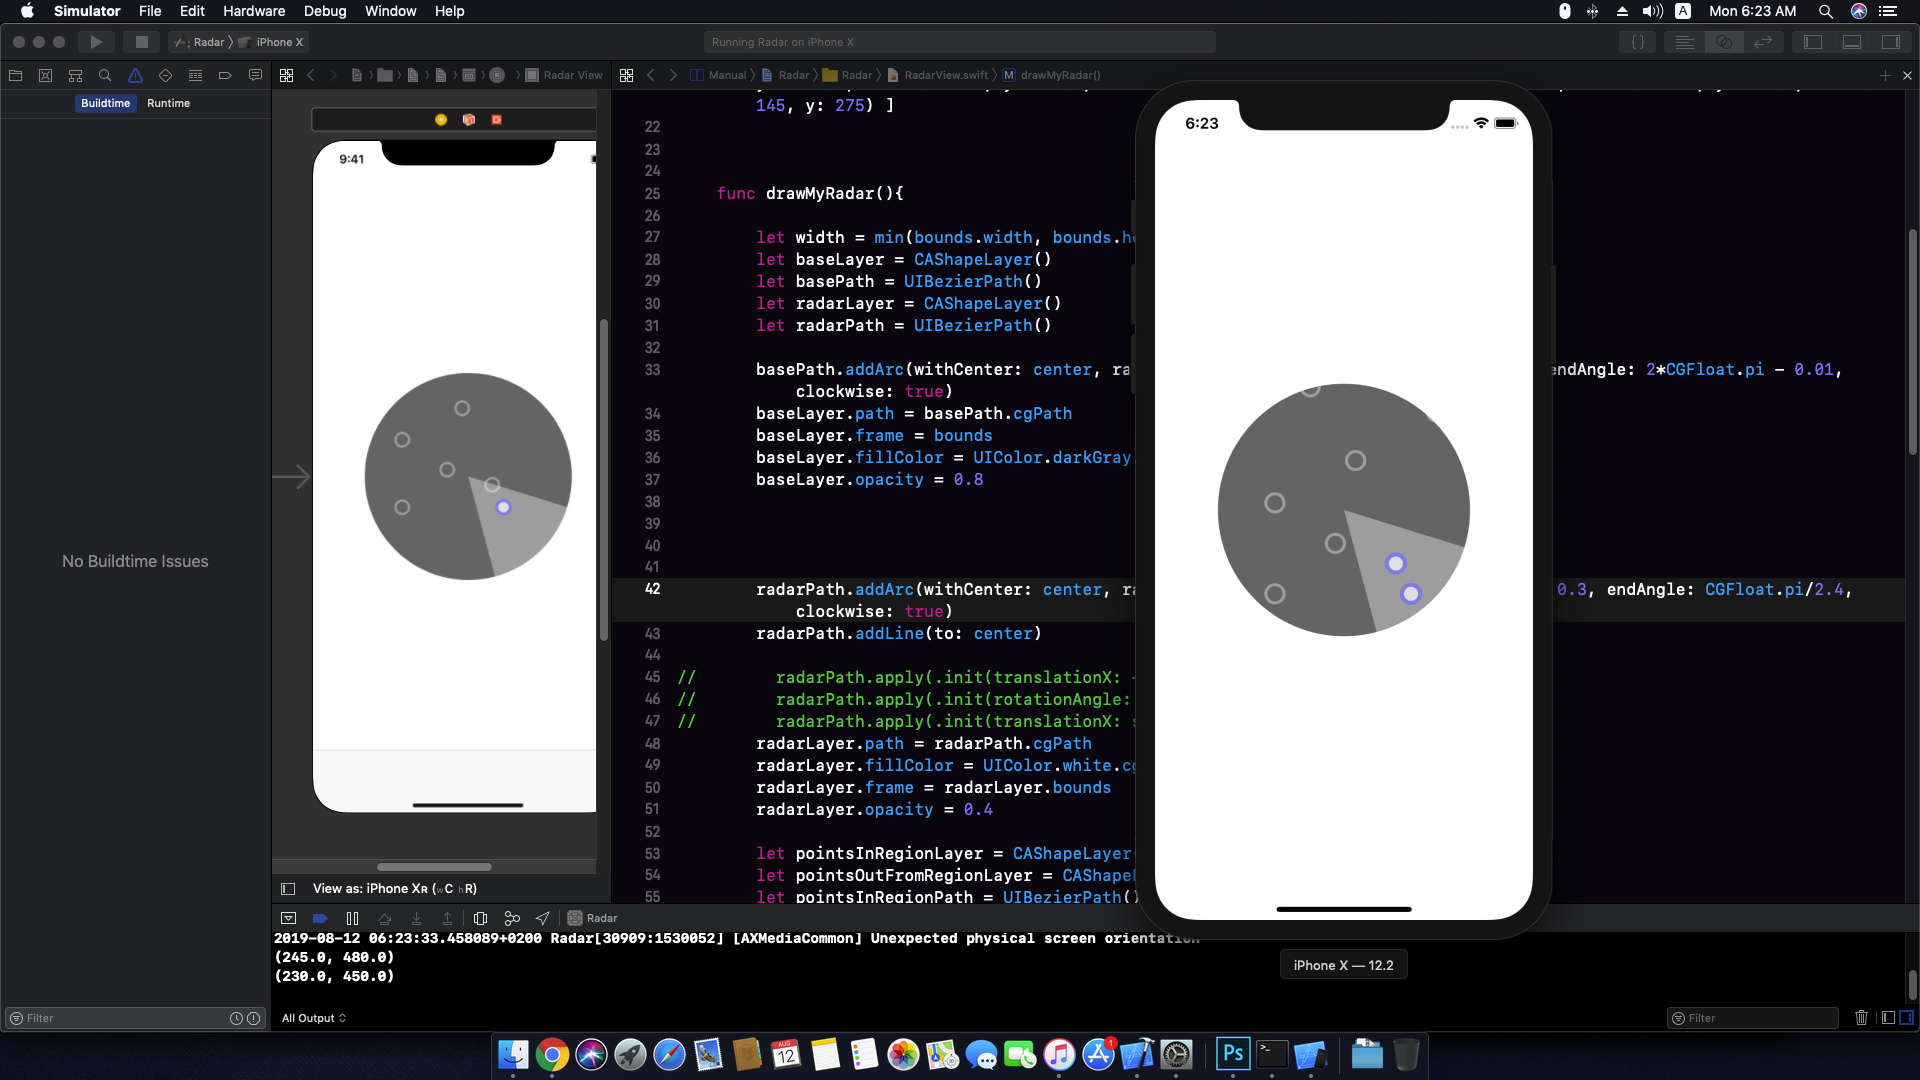 Simulator File Edit Hardware Debug Window Help
A Mon 6:23 AM
Radar iPhone X
Running Radar on iPhone X
{ }
Radar View
Manual Radar Radar RadarView.swift M drawMyRadar()
Buildtime Runtime
No Buildtime Issues
Filter
9:41
View as: iPhone XR (wC hR)
145, y: 275) ]
22
23
24
25 func drawMyRadar(){
26
27 let width = min(bounds.width, bounds.he
28 let baseLayer = CAShapeLayer()
29 let basePath = UIBezierPath()
30 let radarLayer = CAShapeLayer()
31 let radarPath = UIBezierPath()
32
33 basePath.addArc(withCenter: center, ra endAngle: 2*CGFloat.pi - 0.01,
clockwise: true)
34 baseLayer.path = basePath.cgPath
35 baseLayer.frame = bounds
36 baseLayer.fillColor = UIColor.darkGray
37 baseLayer.opacity = 0.8
38
39
40
41
42 radarPath.addArc(withCenter: center, ra 0.3, endAngle: CGFloat.pi/2.4,
clockwise: true)
43 radarPath.addLine(to: center)
44
45 // radarPath.apply(.init(translationX: -
46 // radarPath.apply(.init(rotationAngle:
47 // radarPath.apply(.init(translationX: s
48 radarLayer.path = radarPath.cgPath
49 radarLayer.fillColor = UIColor.white.cg
50 radarLayer.frame = radarLayer.bounds
51 radarLayer.opacity = 0.4
52
53 let pointsInRegionLayer = CAShapeLayer
54 let pointsOutFromRegionLayer = CAShape
55 let pointsInRegionPath = UIBezierPath()
6:23
iPhone X — 12.2
Radar
2019-08-12 06:23:33.458089+0200 Radar[30909:1530052] [AXMediaCommon] Unexpected physical screen orientation
(245.0, 480.0)
(230.0, 450.0)
All Output
Filter
AUG
12
1
Ps